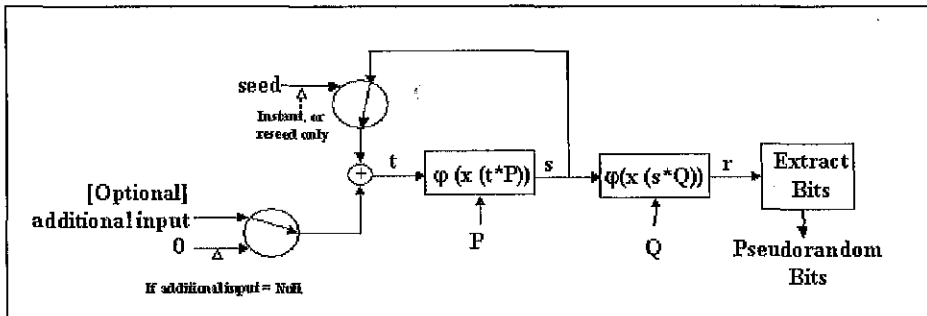 seed
Instant. or
reseed only
[Optional]
additional input
0
If additional input = Null
+
t
φ (x (t*P))
s
P
φ(x (s*Q))
r
Q
Extract
Bits
Pseudorandom
Bits